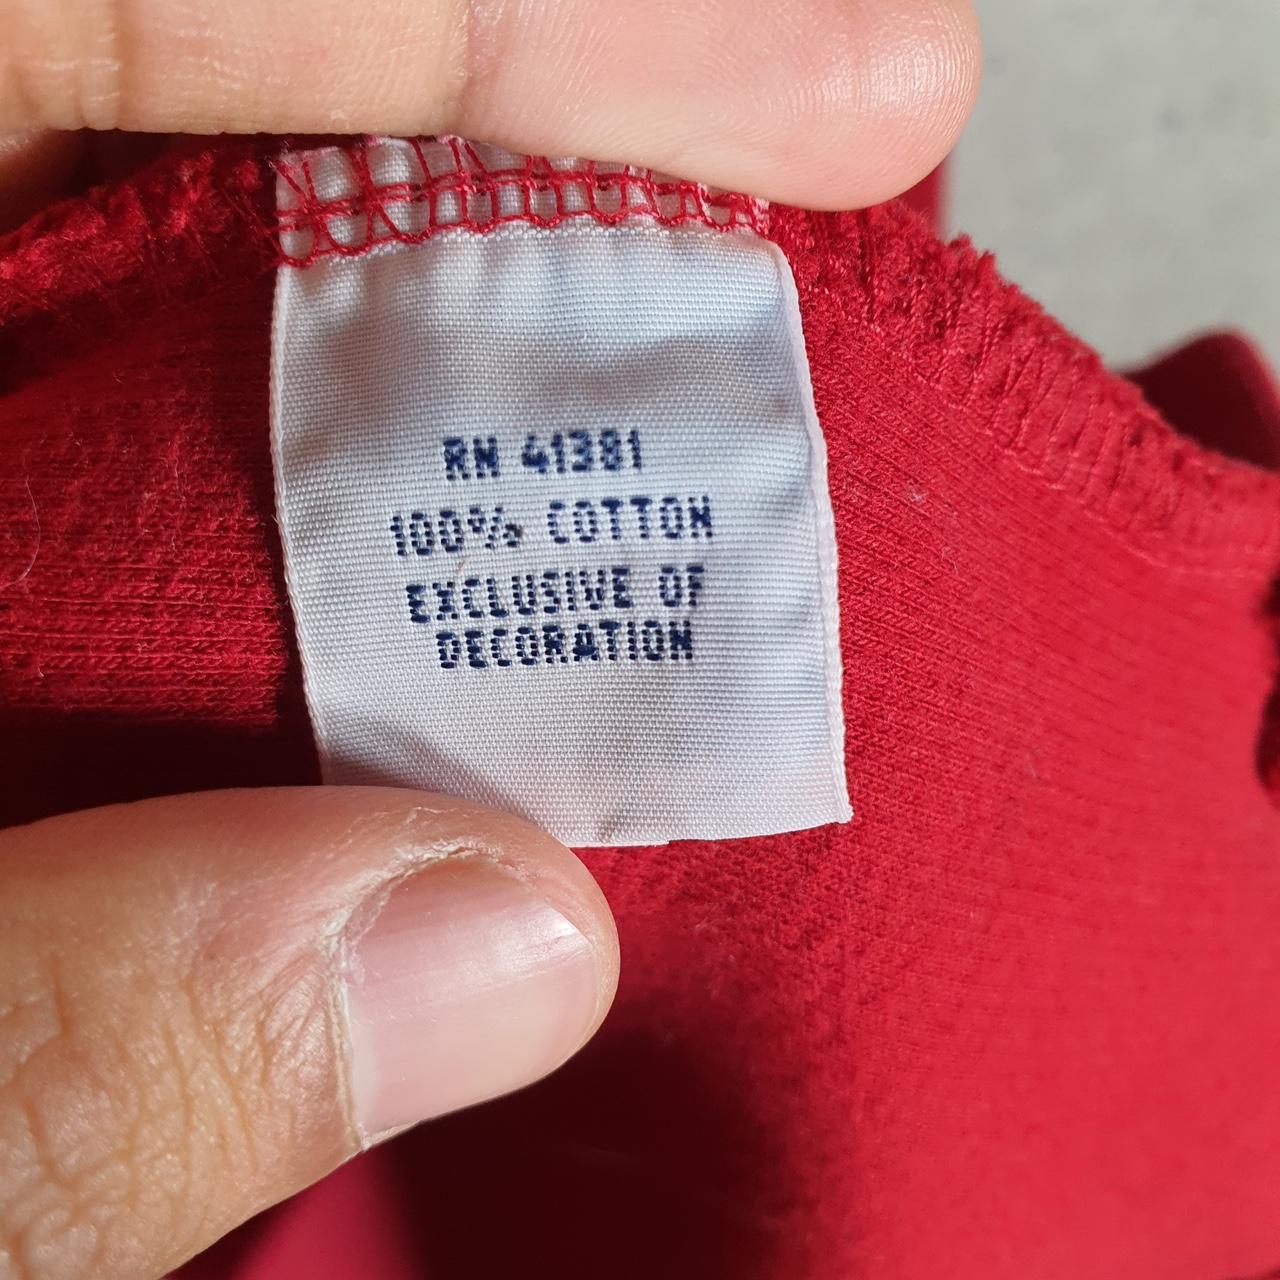 RN 41381
100% COTTON
EXCLUSIVE OF
DECORATION